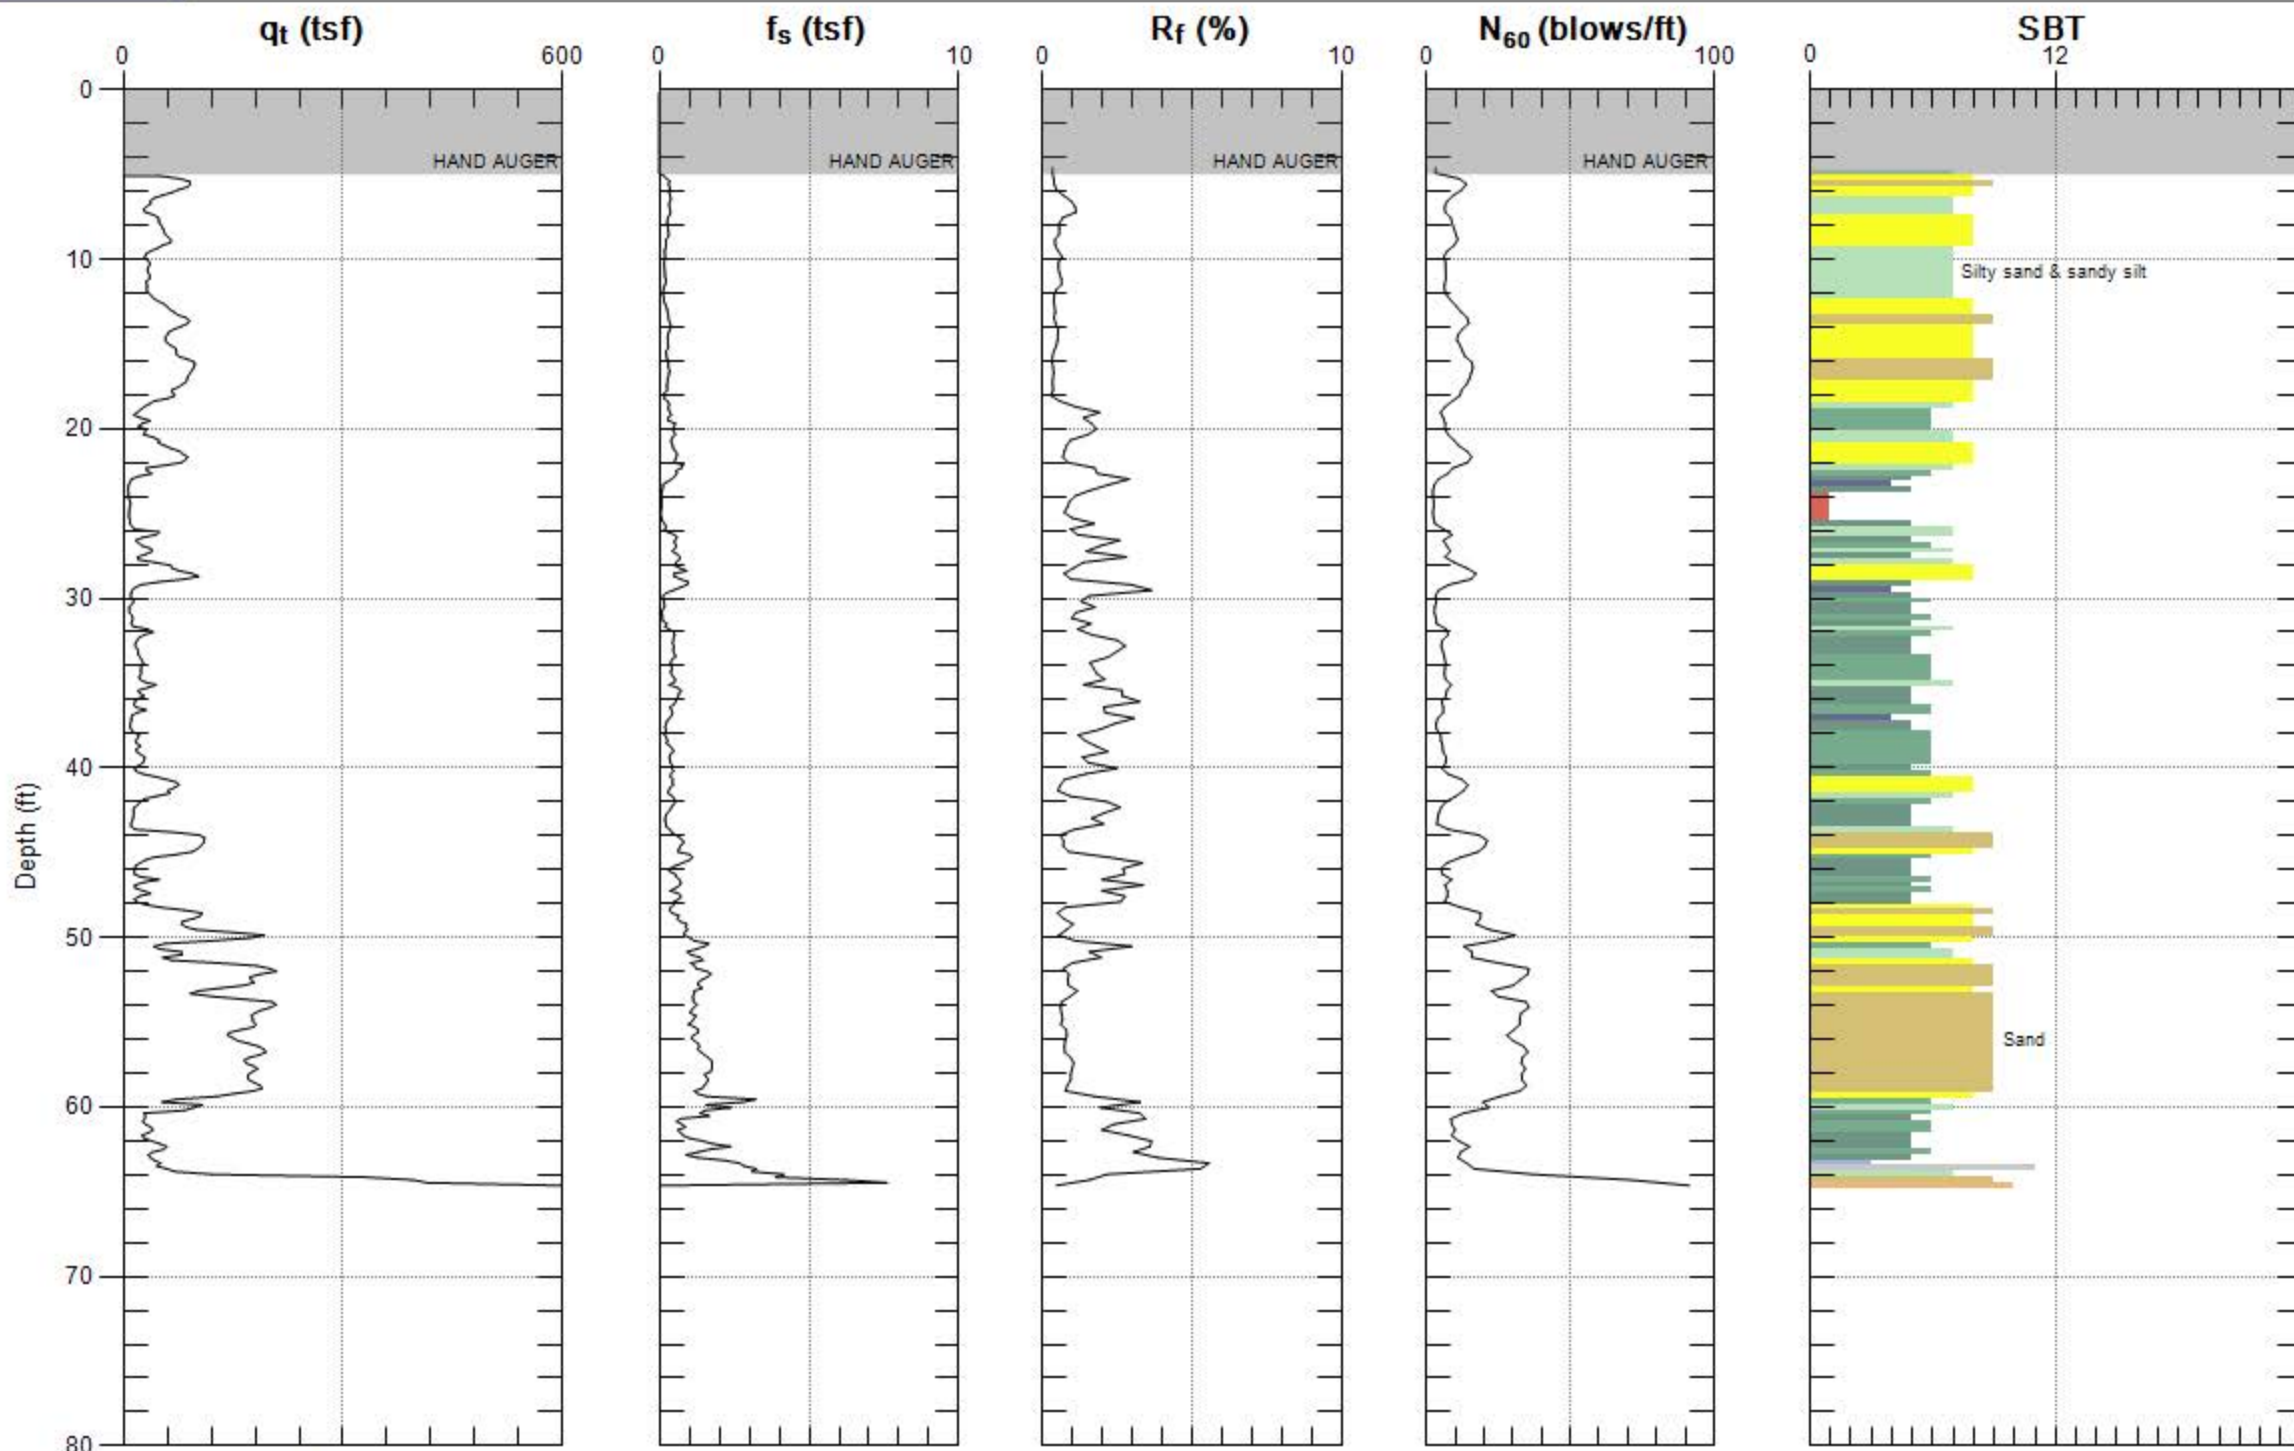 qt (tsf) fs (tsf) Rf (%) N60 (blows/ft) SBT
0 600 0 10 0 10 0 100 0 12
0
HAND AUGER HAND AUGER HAND AUGER HAND AUGER
10
Silty sand & sandy silt
20
30
40
Depth (ft)
50
Sand
60
70
80